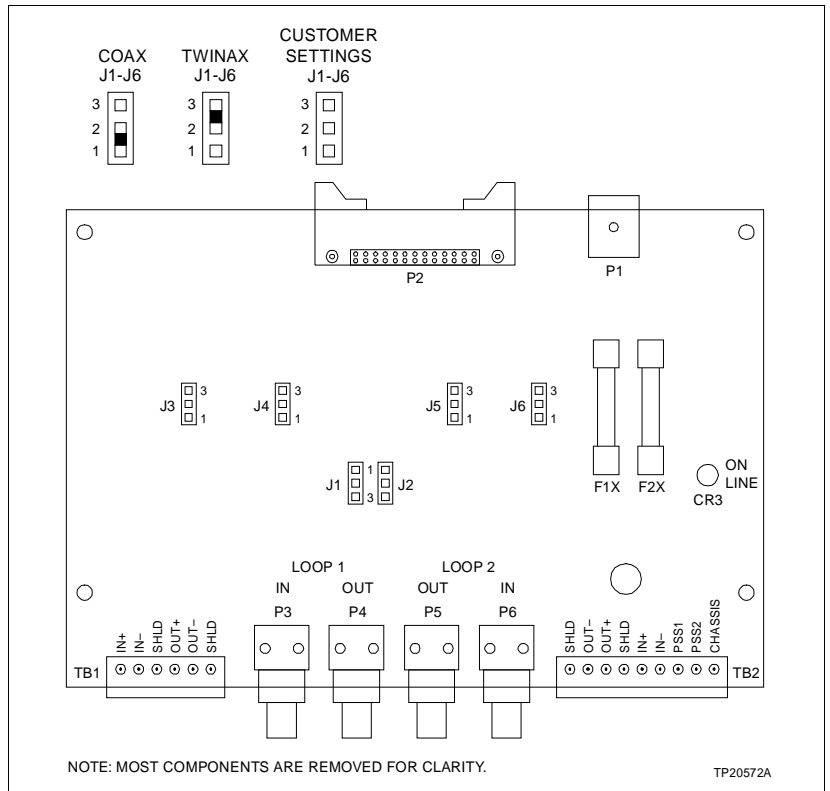 COAX
J1-J6
TWINAX
J1-J6
CUSTOMER
SETTINGS
J1-J6
3
2
1
3
2
1
3
2
1
P2
P1
J3
3
1
J4
3
1
J5
3
1
J6
3
1
J1
1
3
J2
F1X
F2X
CR3
ON
LINE
LOOP 1
LOOP 2
IN
OUT
OUT
IN
P3
P4
P5
P6
TB1
IN+
IN–
SHLD
OUT+
OUT–
SHLD
SHLD
OUT–
OUT+
SHLD
IN+
IN–
PSS1
PSS2
CHASSIS
TB2
NOTE: MOST COMPONENTS ARE REMOVED FOR CLARITY.
TP20572A